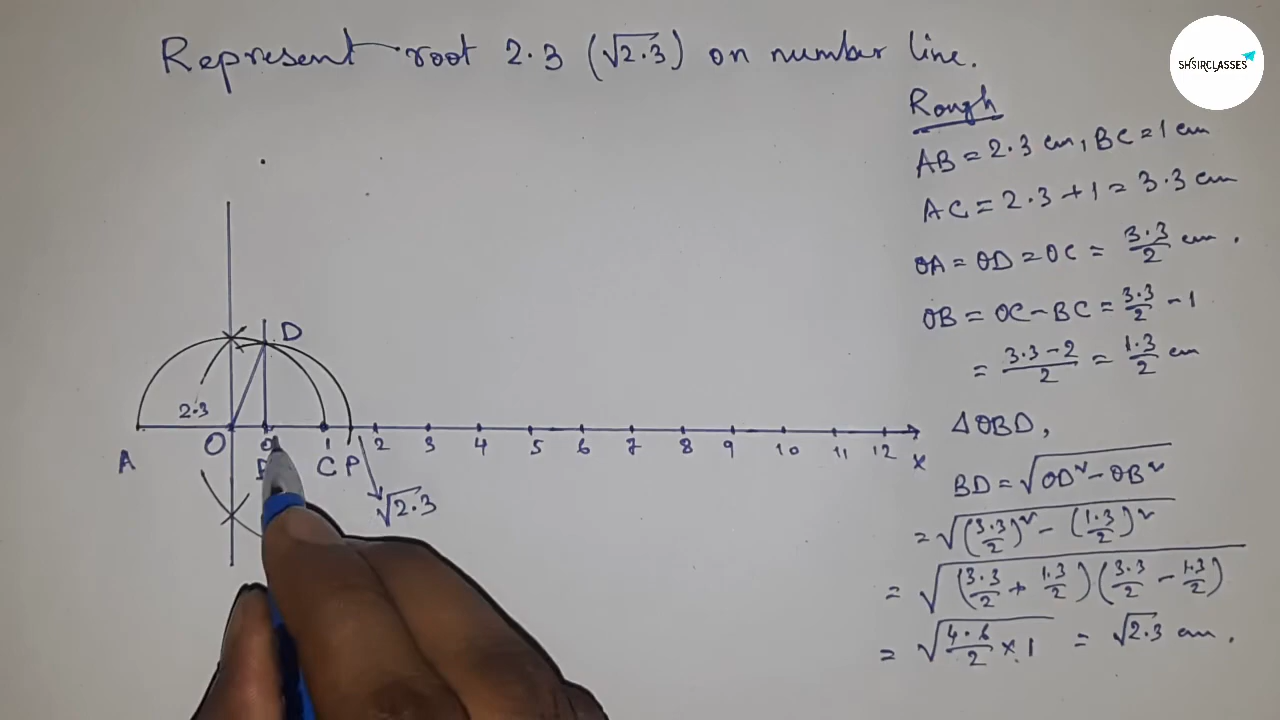 Represent root 2.3 (√2.3) on number line.
SHSIRCLASSES
Rough
AB = 2.3 cm, BC = 1 cm
AC = 2.3 + 1 = 3.3 cm
OA = OD = OC = 3.3/2 cm.
OB = OC - BC = 3.3/2 - 1
= 3.3 - 2/2 = 1.3/2 cm
ΔOBD,
BD = √OD² - OB²
= √(3.3/2)² - (1.3/2)²
= √(3.3/2 + 1.3/2)(3.3/2 - 1.3/2)
= √4.6/2 × 1 = √2.3 cm.
D
2.3
O 0 1 2 3 4 5 6 7 8 9 10 11 12 X
A C P
√2.3